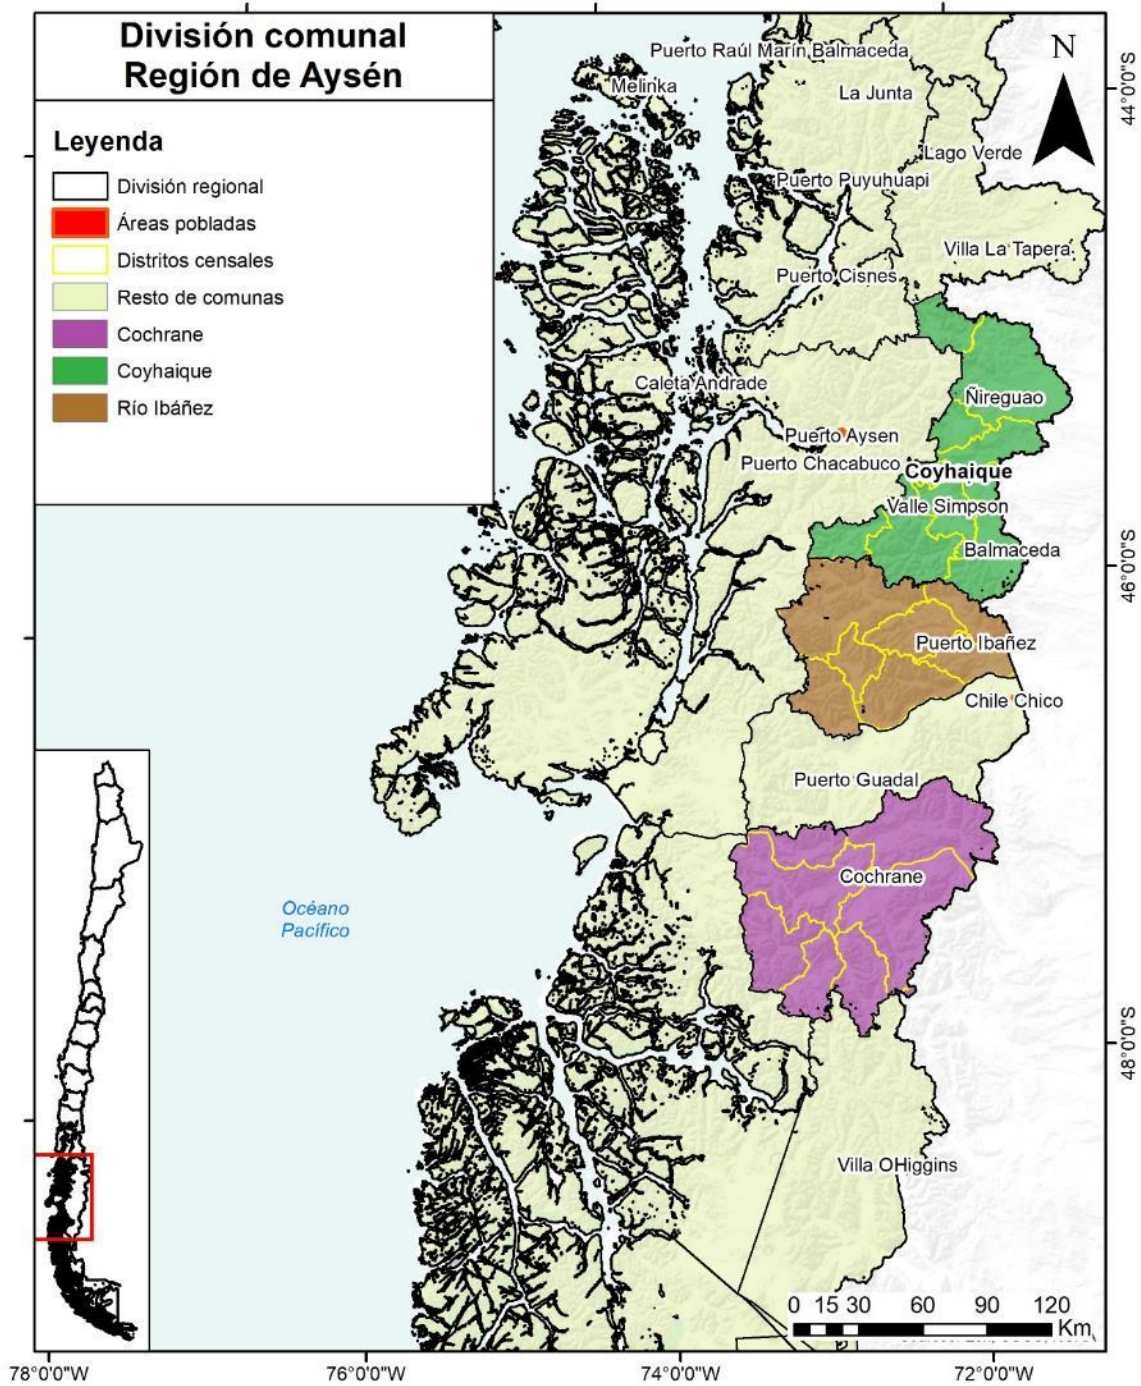 División comunal
Región de Aysén
Leyenda
División regional
Áreas pobladas
Distritos censales
Resto de comunas
Cochrane
Coyhaique
Río Ibáñez
Puerto Raúl Marín Balmaceda
Melinka
La Junta
N
44°0'0"S
Lago Verde
Puerto Puyuhuapi
Villa La Tapera
Puerto Cisnes
Caleta Andrade
Ñireguao
Puerto Aysen
Puerto Chacabuco
Coyhaique
Valle Simpson
Balmaceda
46°0'0"S
Puerto Ibañez
Chile Chico
Puerto Guadal
Cochrane
Océano
Pacífico
48°0'0"S
Villa OHiggins
0 15 30 60 90 120
Km
78°0'0"W 76°0'0"W 74°0'0"W 72°0'0"W